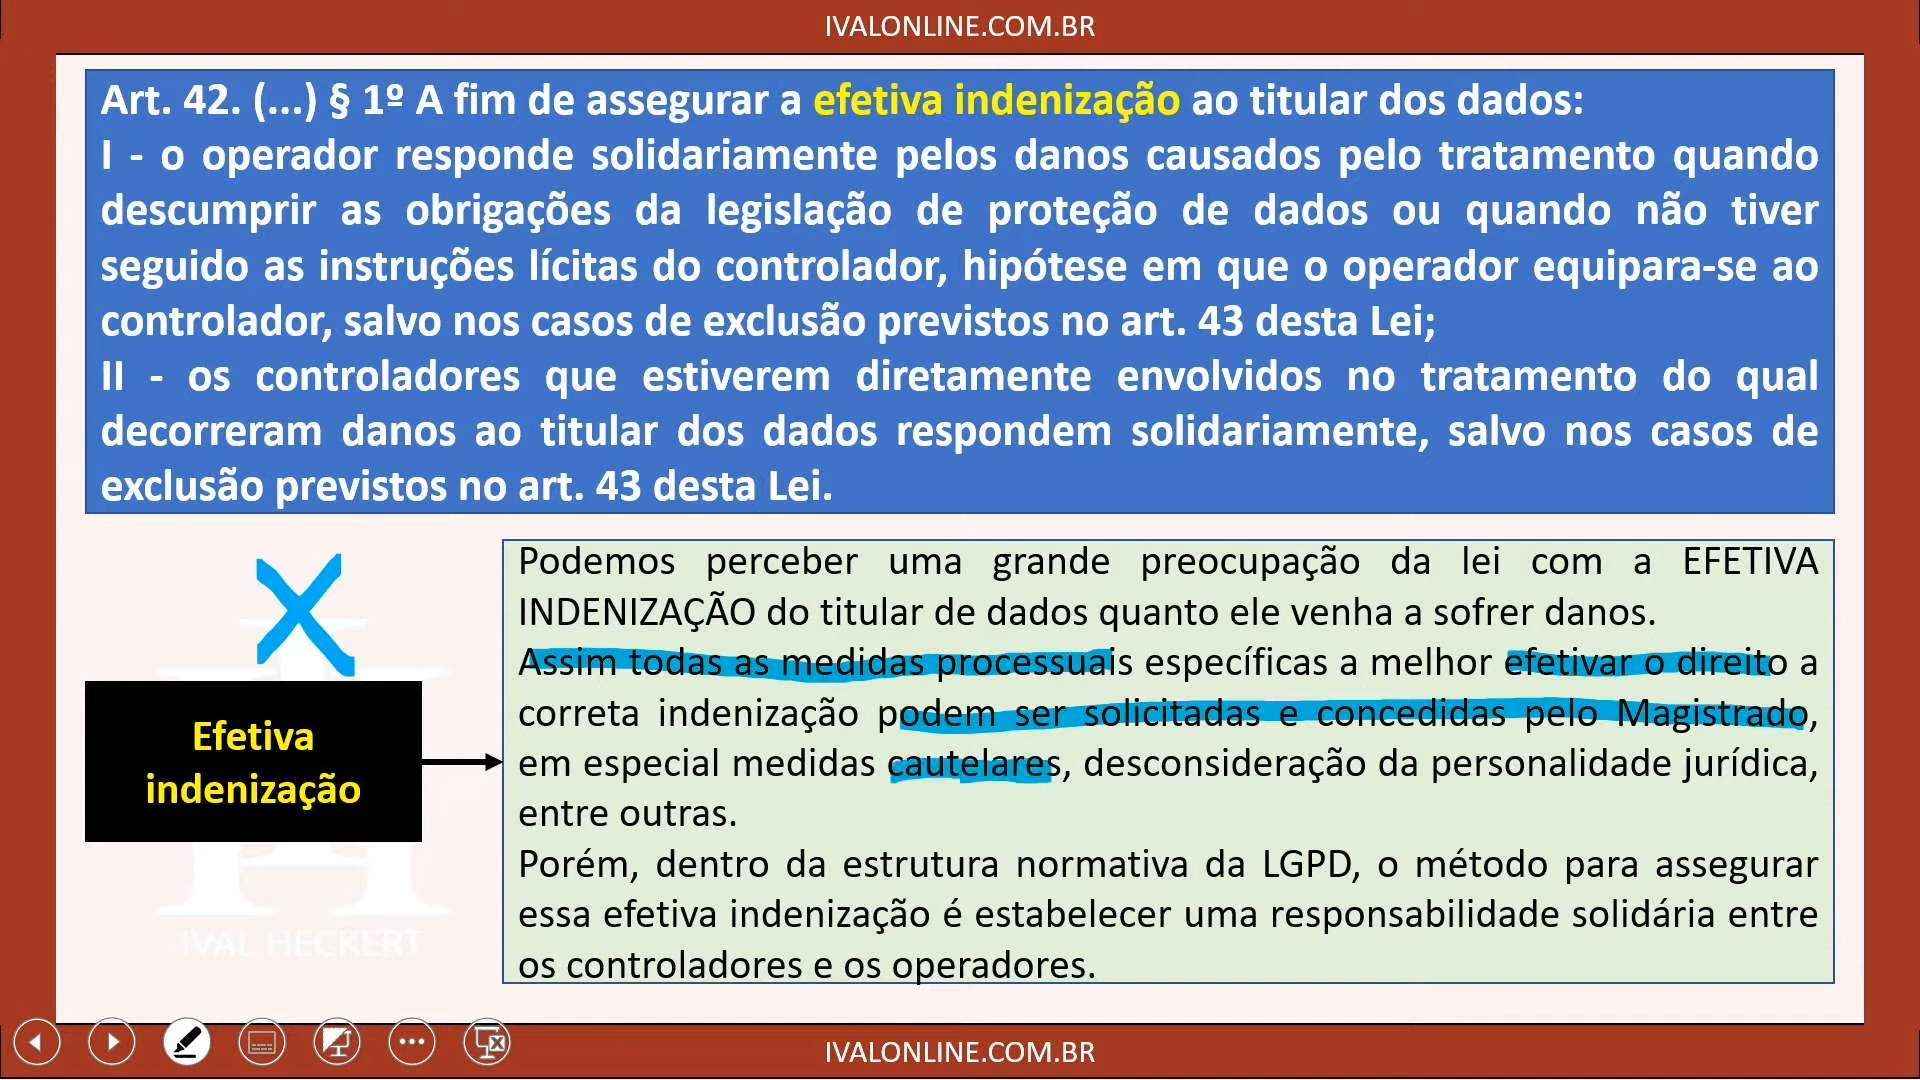 IVALONLINE.COM.BR
Art. 42. (...) § 1º A fim de assegurar a efetiva indenização ao titular dos dados:
I - o operador responde solidariamente pelos danos causados pelo tratamento quando
descumprir as obrigações da legislação de proteção de dados ou quando não tiver
seguido as instruções lícitas do controlador, hipótese em que o operador equipara-se ao
controlador, salvo nos casos de exclusão previstos no art. 43 desta Lei;
II - os controladores que estiverem diretamente envolvidos no tratamento do qual
decorreram danos ao titular dos dados respondem solidariamente, salvo nos casos de
exclusão previstos no art. 43 desta Lei.
Efetiva
indenização
Podemos perceber uma grande preocupação da lei com a EFETIVA
INDENIZAÇÃO do titular de dados quanto ele venha a sofrer danos.
Assim todas as medidas processuais específicas a melhor efetivar o direito a
correta indenização podem ser solicitadas e concedidas pelo Magistrado,
em especial medidas cautelares, desconsideração da personalidade jurídica,
entre outras.
Porém, dentro da estrutura normativa da LGPD, o método para assegurar
essa efetiva indenização é estabelecer uma responsabilidade solidária entre
os controladores e os operadores.
IVAL HECKERT
IVALONLINE.COM.BR